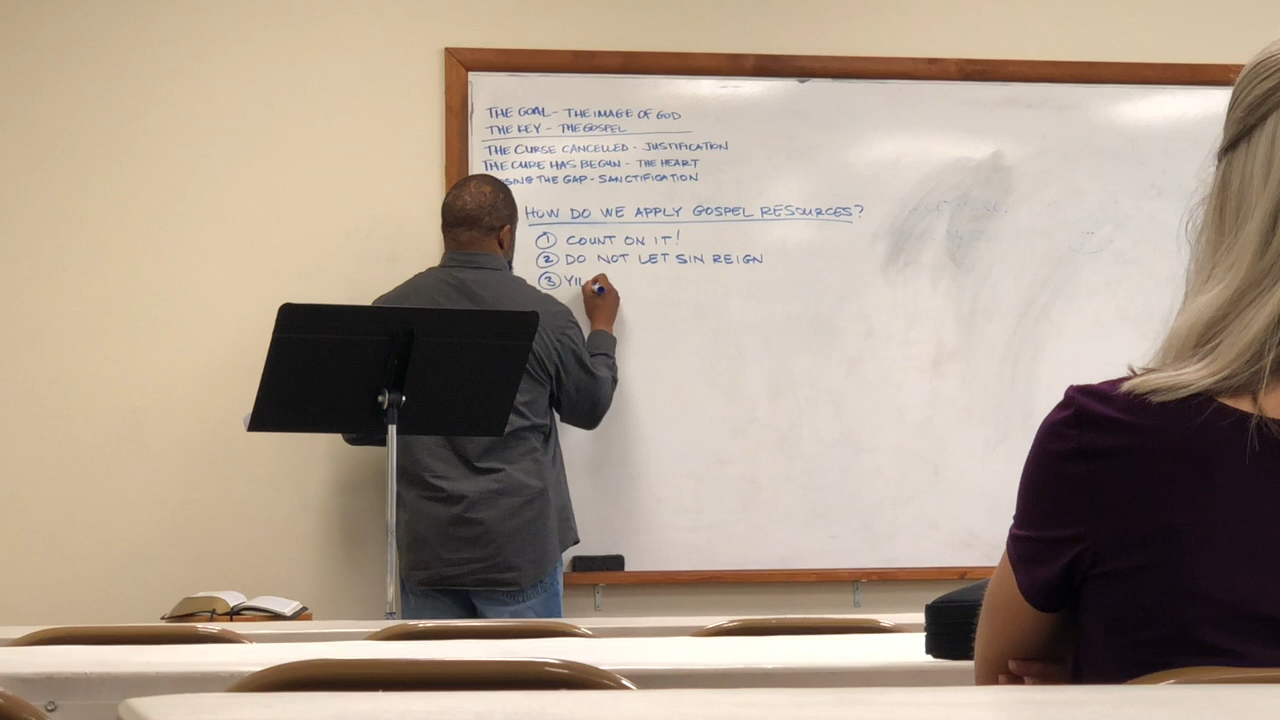 THE GOAL - THE IMAGE OF GOD
THE KEY - THE GOSPEL
THE CURSE CANCELLED - JUSTIFICATION
THE CURE HAS BEGUN - THE HEART
THE GAP - SANCTIFICATION
HOW DO WE APPLY GOSPEL RESOURCES?
1 COUNT ON IT!
2 DO NOT LET SIN REIGN
3